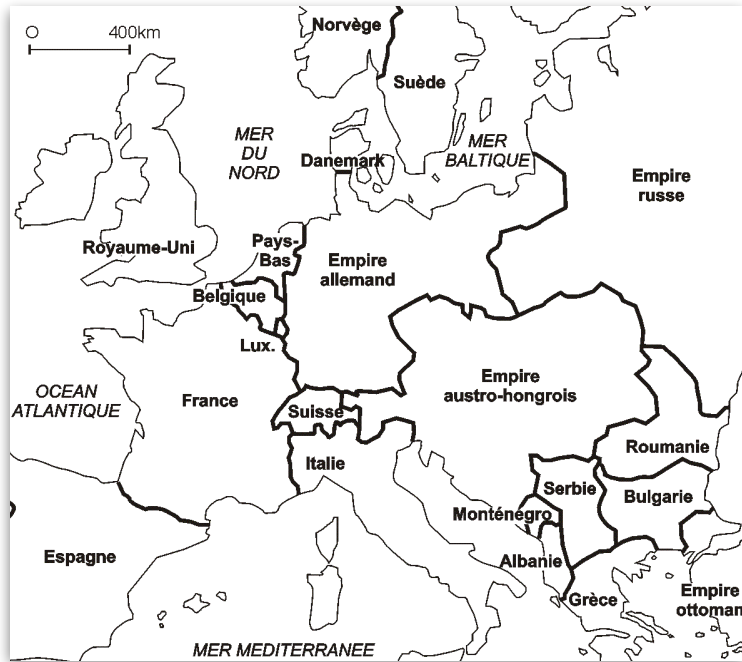 O 400km
Norvège
Suède
MER
DU
NORD
MER
BALTIQUE
Danemark
Empire
russe
Royaume-Uni
Pays-
Bas
Empire
allemand
Belgique
Lux.
OCEAN
ATLANTIQUE
France
Suisse
Empire
austro-hongrois
Roumanie
Italie
Serbie
Bulgarie
Monténégro
Espagne
Albanie
Grèce
Empire
ottoman
MER MEDITERRANEE